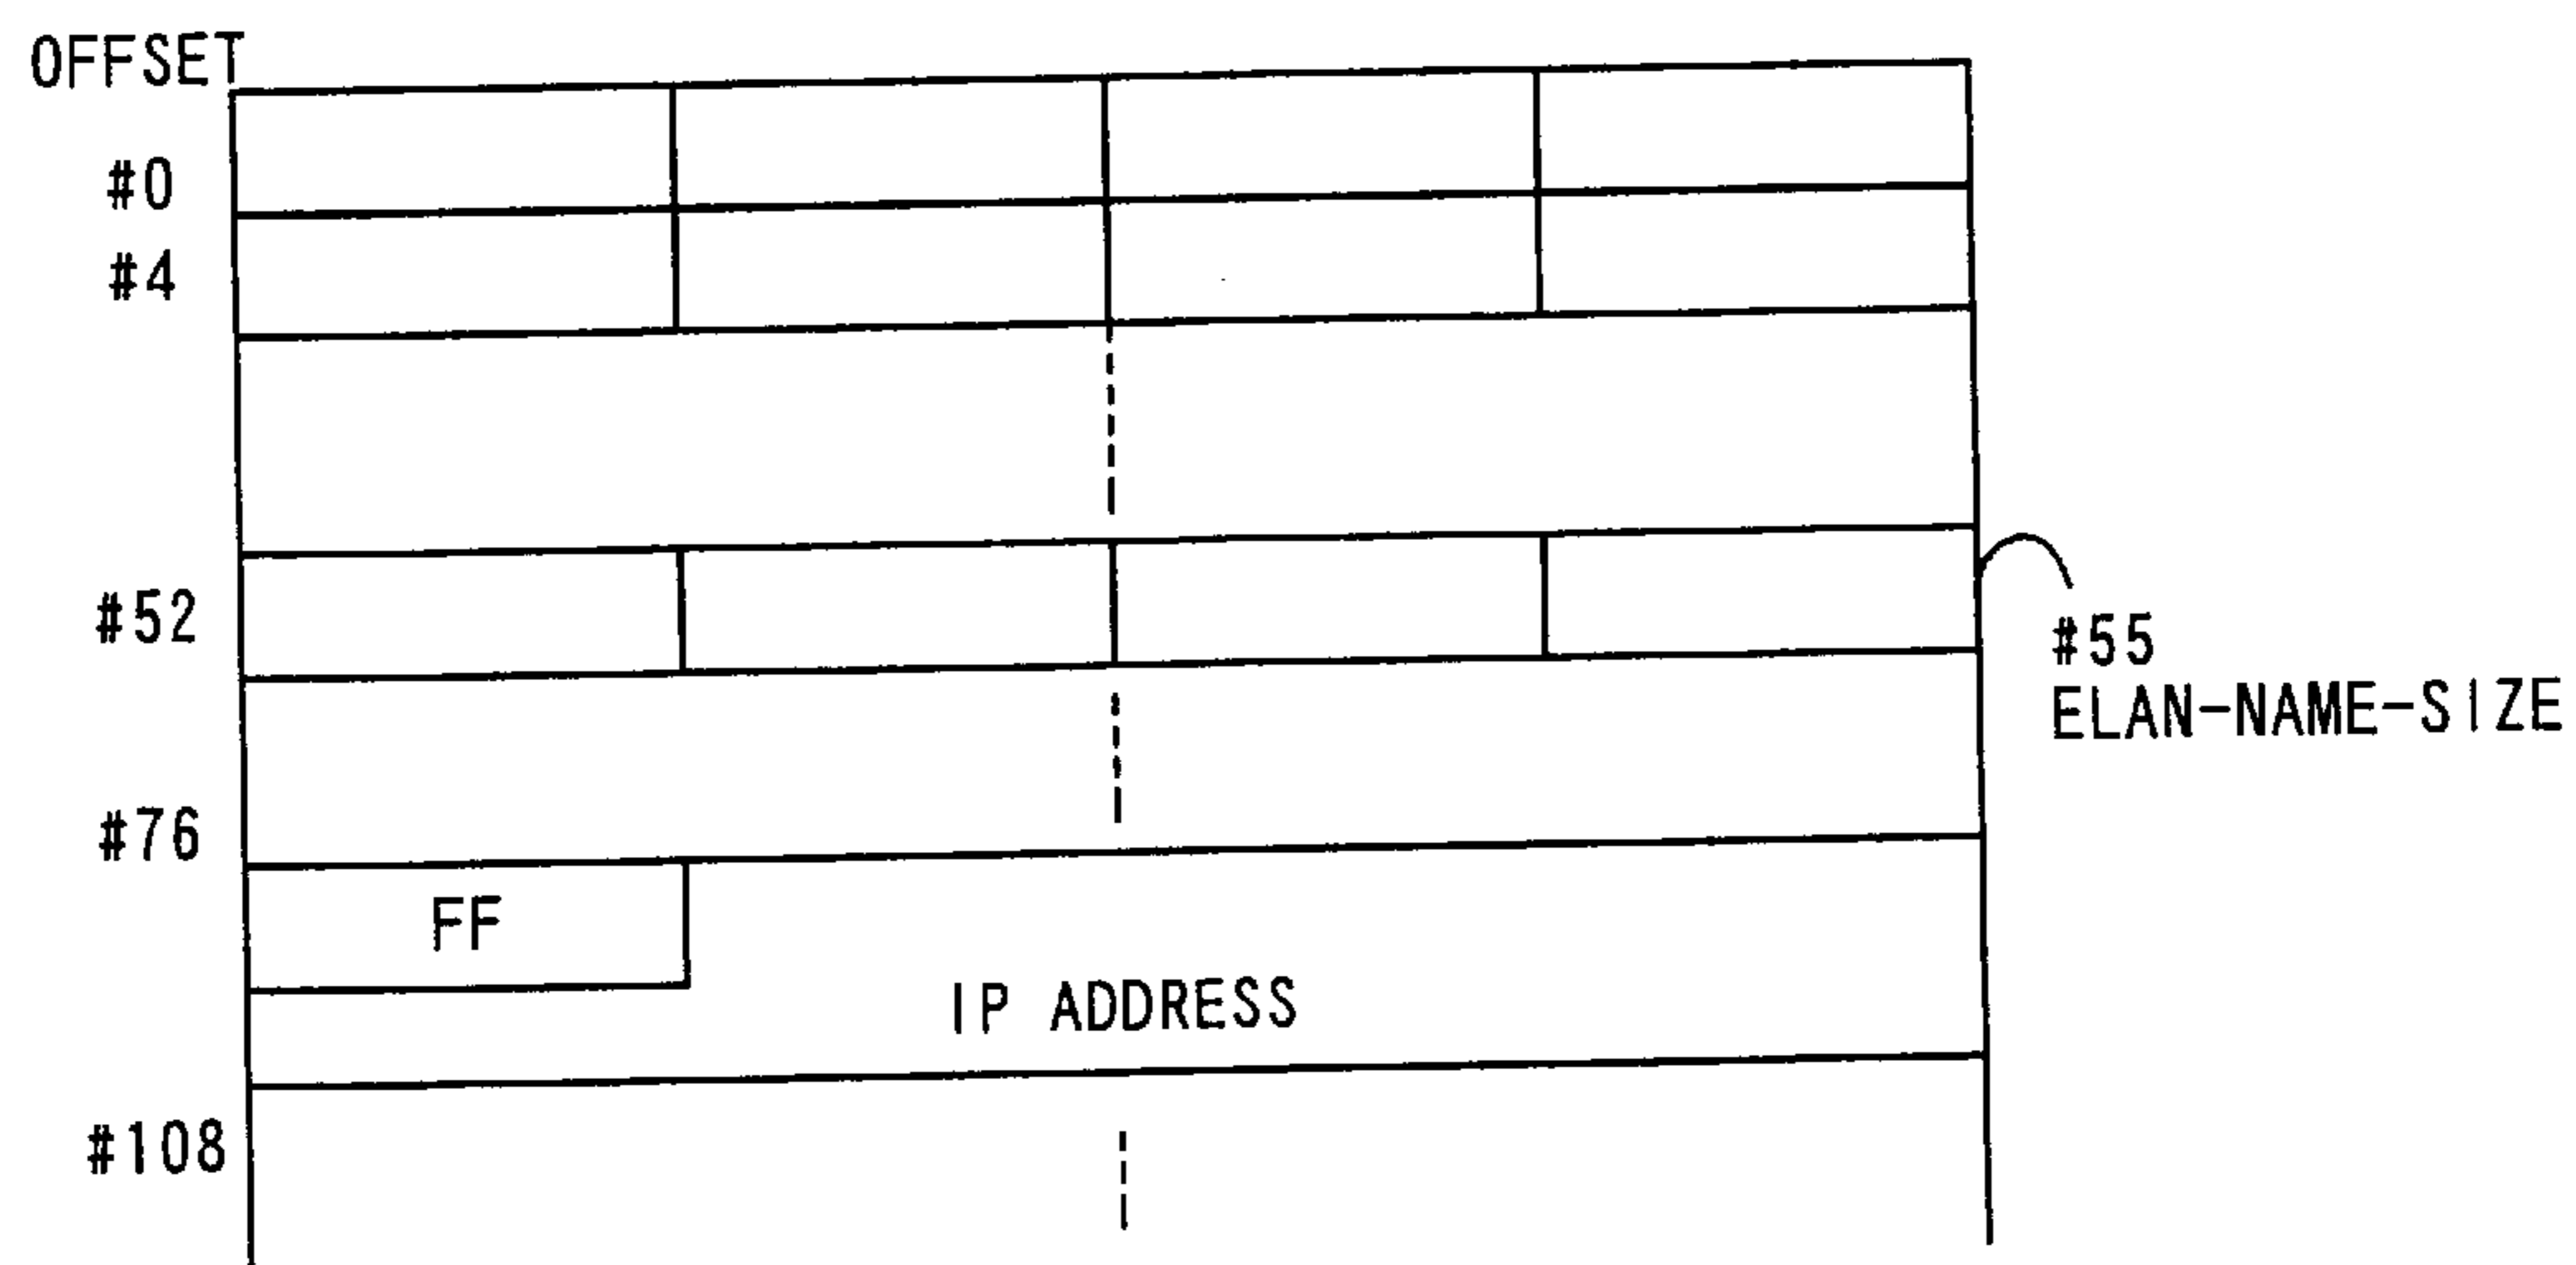 OFFSET
#0
#4
#52
#55
ELAN-NAME-SIZE
#76
FF
IP ADDRESS
#108